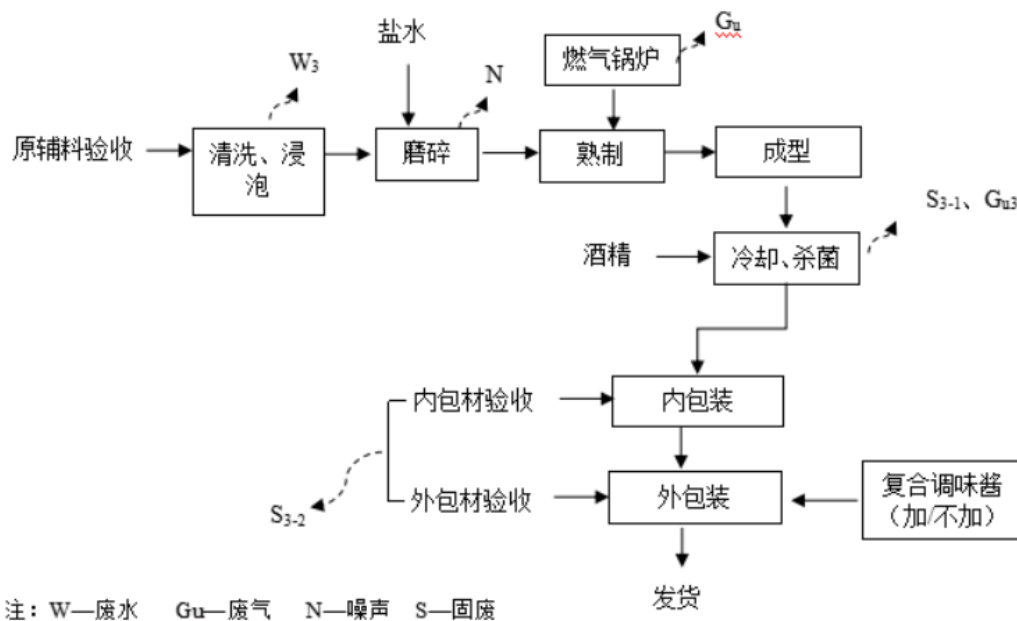 盐水
Gu
燃气锅炉
W3
N
原辅料验收
清洗、浸
泡
磨碎
熟制
成型
S3-1、Gu3
酒精
冷却、杀菌
内包材验收
内包装
S3-2
外包材验收
外包装
复合调味酱
（加/不加）
发货
注：W—废水 Gu—废气 N—噪声 S—固废